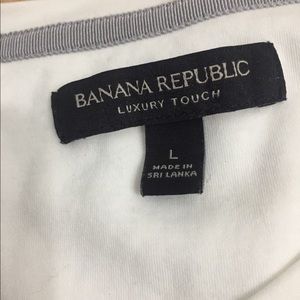 BANANA REPUBLIC
LUXURY TOUCH
L
MADE IN
SRI LANKA